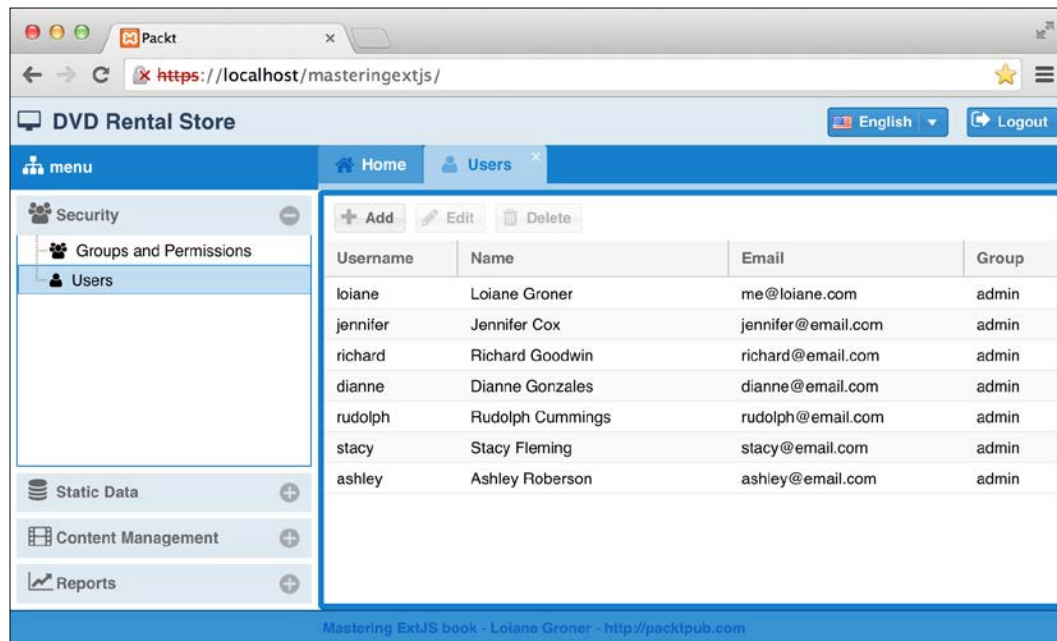 Packt
https://localhost/masteringextjs/
DVD Rental Store
English
Logout
menu
Home
Users
Security
Groups and Permissions
Users
Static Data
Content Management
Reports
Add
Edit
Delete
Username Name Email Group
loiane Loiane Groner me@loiane.com admin
jennifer Jennifer Cox jennifer@email.com admin
richard Richard Goodwin richard@email.com admin
dianne Dianne Gonzales dianne@email.com admin
rudolph Rudolph Cummings rudolph@email.com admin
stacy Stacy Fleming stacy@email.com admin
ashley Ashley Roberson ashley@email.com admin
Mastering ExtJS book - Loiane Groner - http://packtpub.com